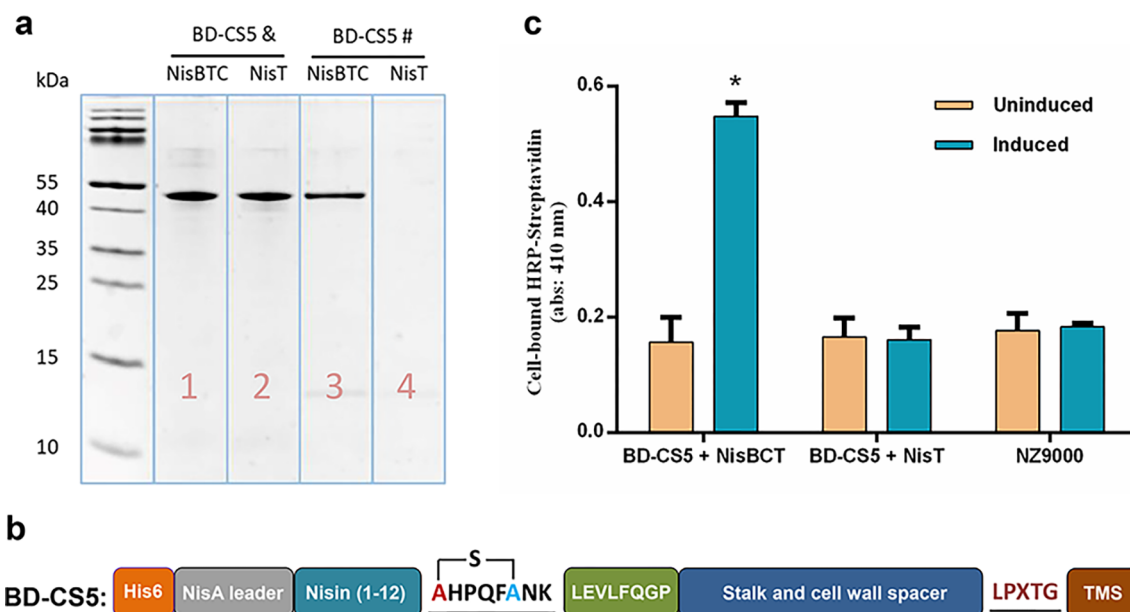 a
BD-CS5 & BD-CS5 #
kDa NisBTC NisT NisBTC NisT
55
40
35
25
15
10
1 2 3 4
c
Cell-bound HRP-Streptavidin
(abs: 410 nm)
0.6
0.4
0.2
0.0
*
Uninduced
Induced
BD-CS5 + NisBCT BD-CS5 + NisT NZ9000
b
S
BD-CS5: His6 NisA leader Nisin (1-12) AHPQFANK LEVLFQGP Stalk and cell wall spacer LPXTG TMS